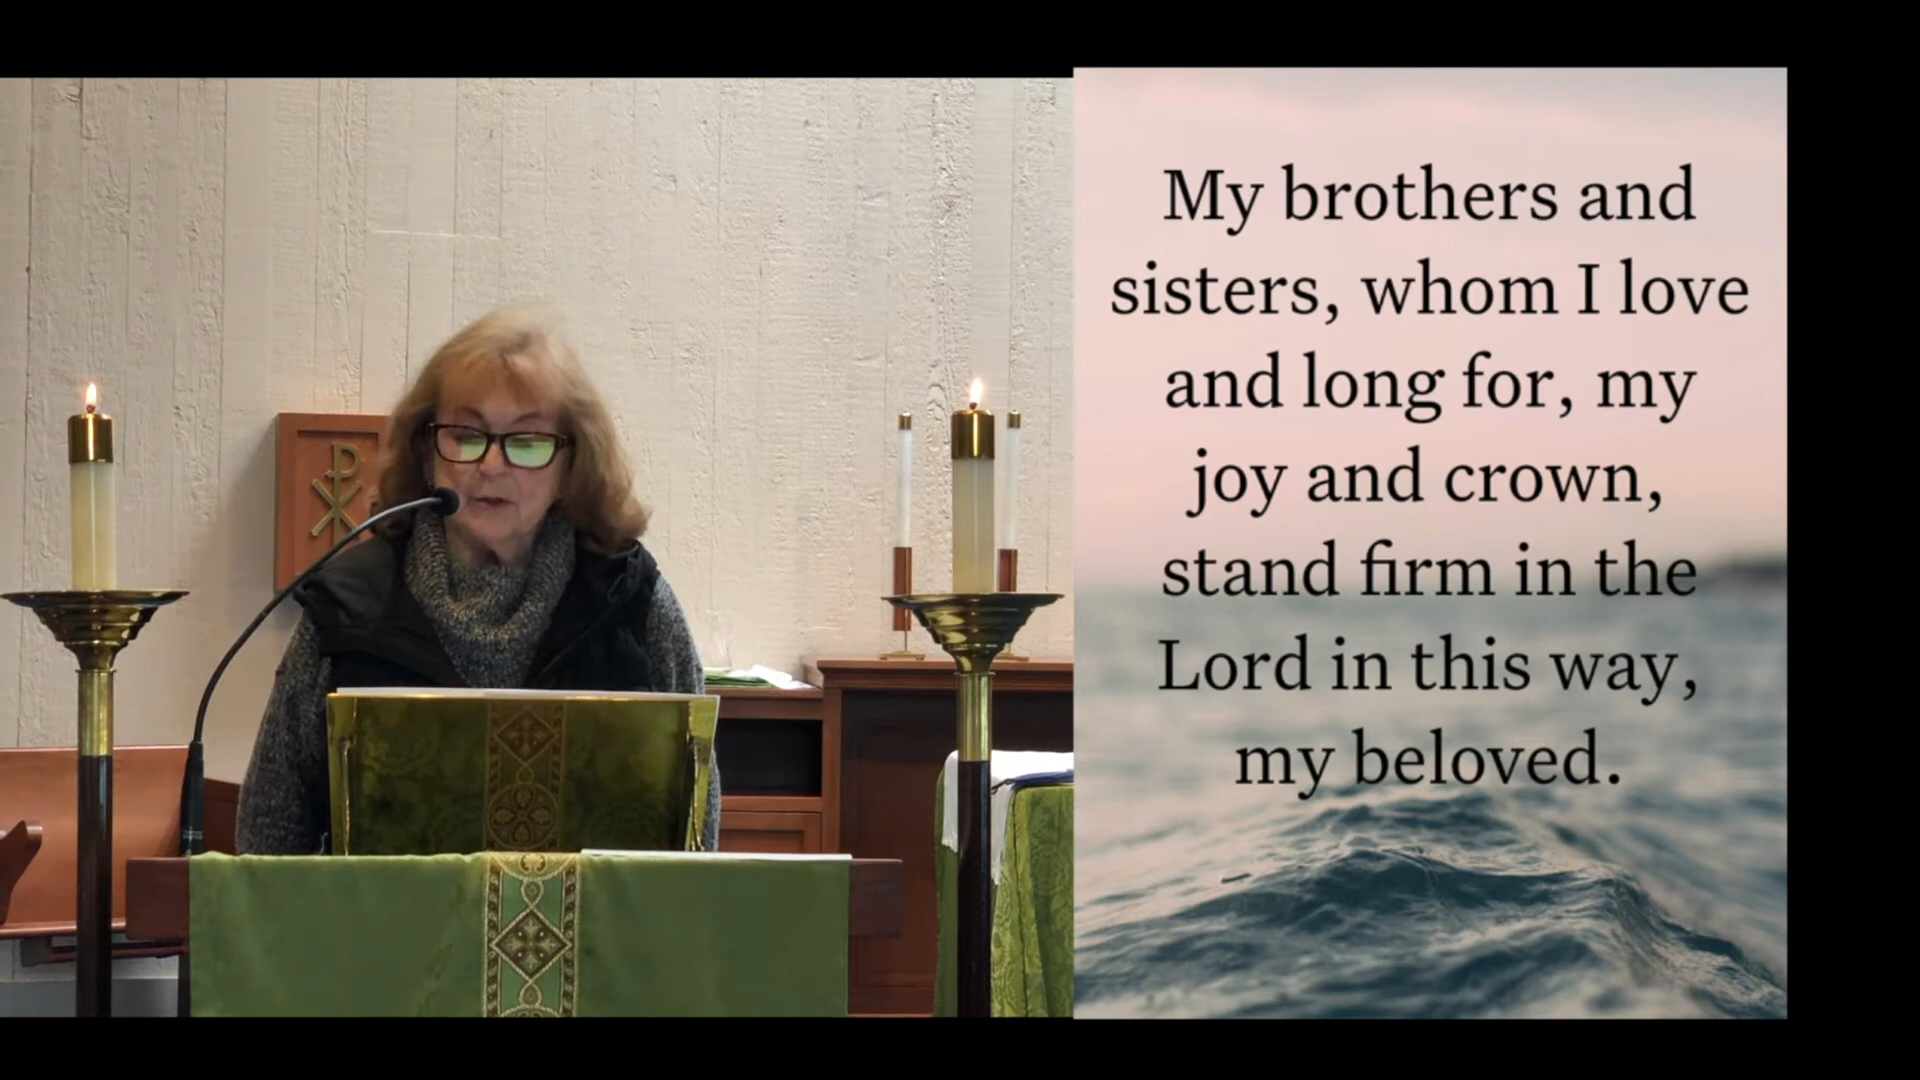 My brothers and
sisters, whom I love
and long for, my
joy and crown,
stand firm in the
Lord in this way,
my beloved.